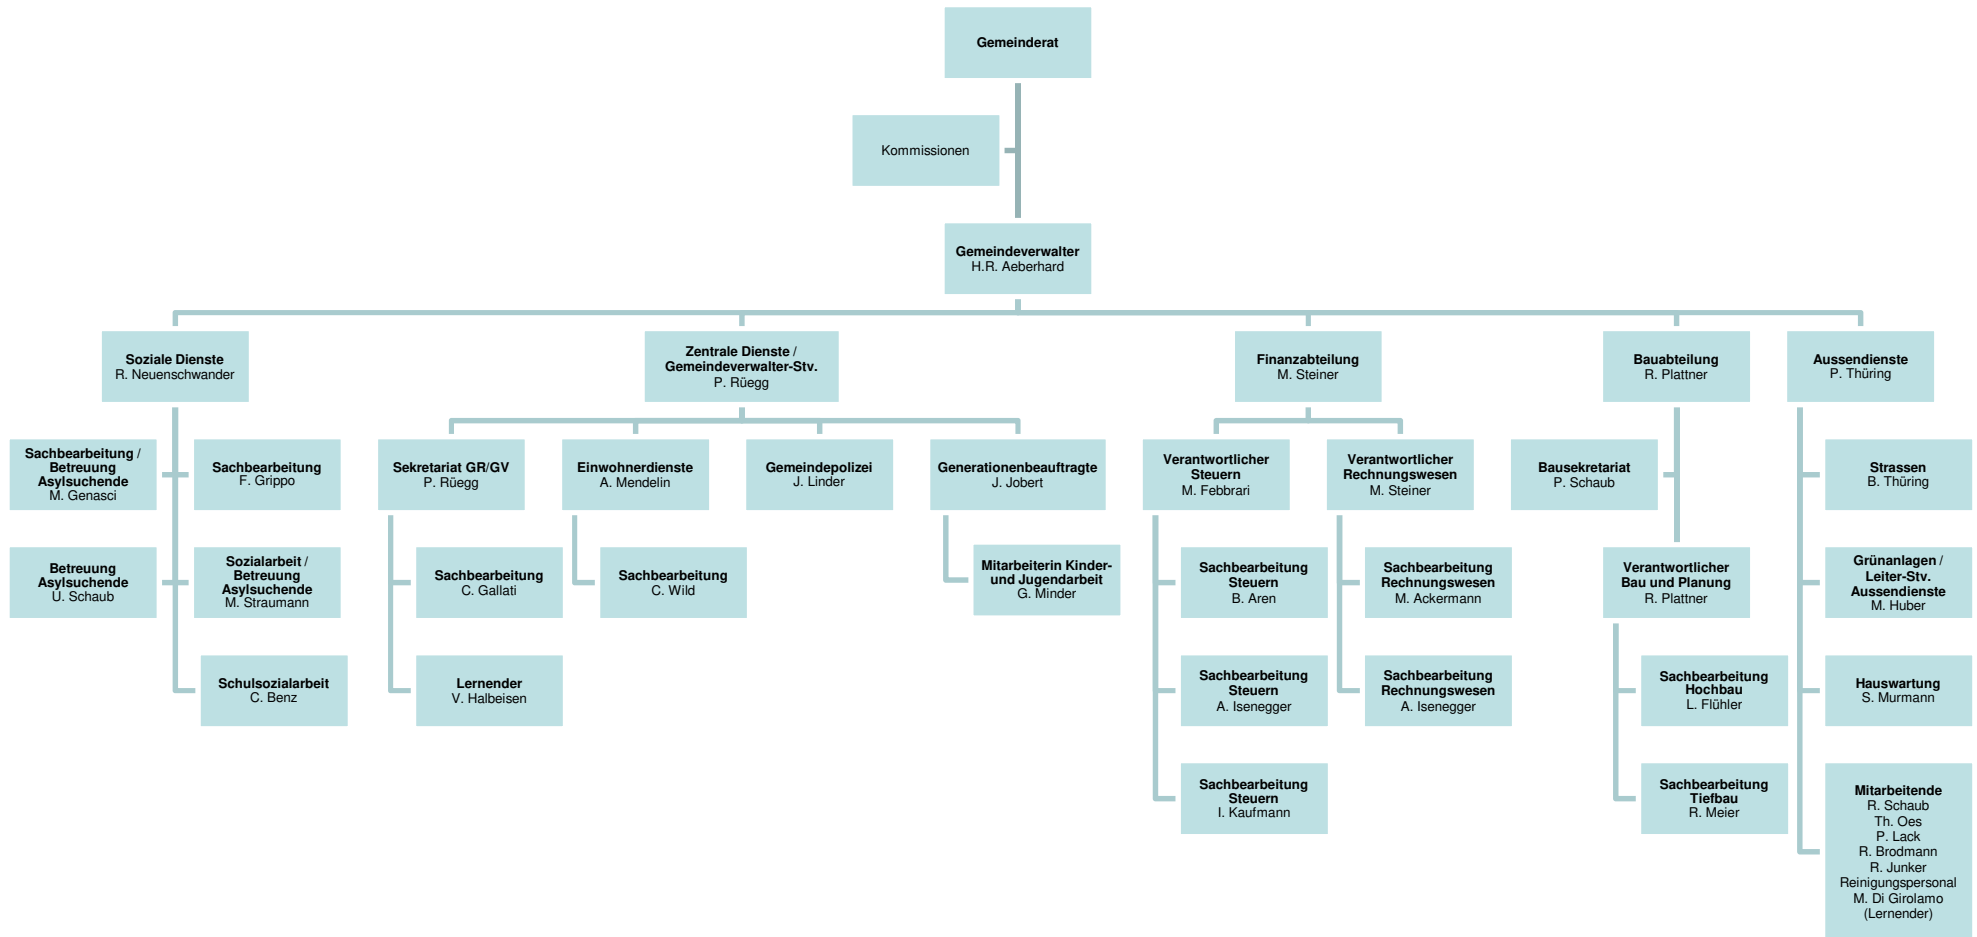 Gemeinderat
Kommissionen
Gemeindeverwalter
H.R. Aeberhard
Soziale Dienste
R. Neuenschwander
Zentrale Dienste /
Gemeindeverwalter-Stv.
P. Rüegg
Finanzabteilung
M. Steiner
Bauabteilung
R. Plattner
Aussendienste
P. Thüring
Sachbearbeitung /
Betreuung
Asylsuchende
M. Genasci
Sachbearbeitung
F. Grippo
Sekretariat GR/GV
P. Rüegg
Einwohnerdienste
A. Mendelin
Gemeindepolizei
J. Linder
Generationenbeauftragte
J. Jobert
Verantwortlicher
Steuern
M. Febbrari
Verantwortlicher
Rechnungswesen
M. Steiner
Bausekretariat
P. Schaub
Strassen
B. Thüring
Betreuung
Asylsuchende
U. Schaub
Sozialarbeit /
Betreuung
Asylsuchende
M. Straumann
Sachbearbeitung
C. Gallati
Sachbearbeitung
C. Wild
Mitarbeiterin Kinder-
und Jugendarbeit
G. Minder
Sachbearbeitung
Steuern
B. Aren
Sachbearbeitung
Rechnungswesen
M. Ackermann
Verantwortlicher
Bau und Planung
R. Plattner
Grünanlagen /
Leiter-Stv.
Aussendienste
M. Huber
Schulsozialarbeit
C. Benz
Lernender
V. Halbeisen
Sachbearbeitung
Steuern
A. Isenegger
Sachbearbeitung
Rechnungswesen
A. Isenegger
Sachbearbeitung
Hochbau
L. Flühler
Hauswartung
S. Murmann
Sachbearbeitung
Steuern
I. Kaufmann
Sachbearbeitung
Tiefbau
R. Meier
Mitarbeitende
R. Schaub
Th. Oes
P. Lack
R. Brodmann
R. Junker
Reinigungspersonal
M. Di Girolamo
(Lernender)